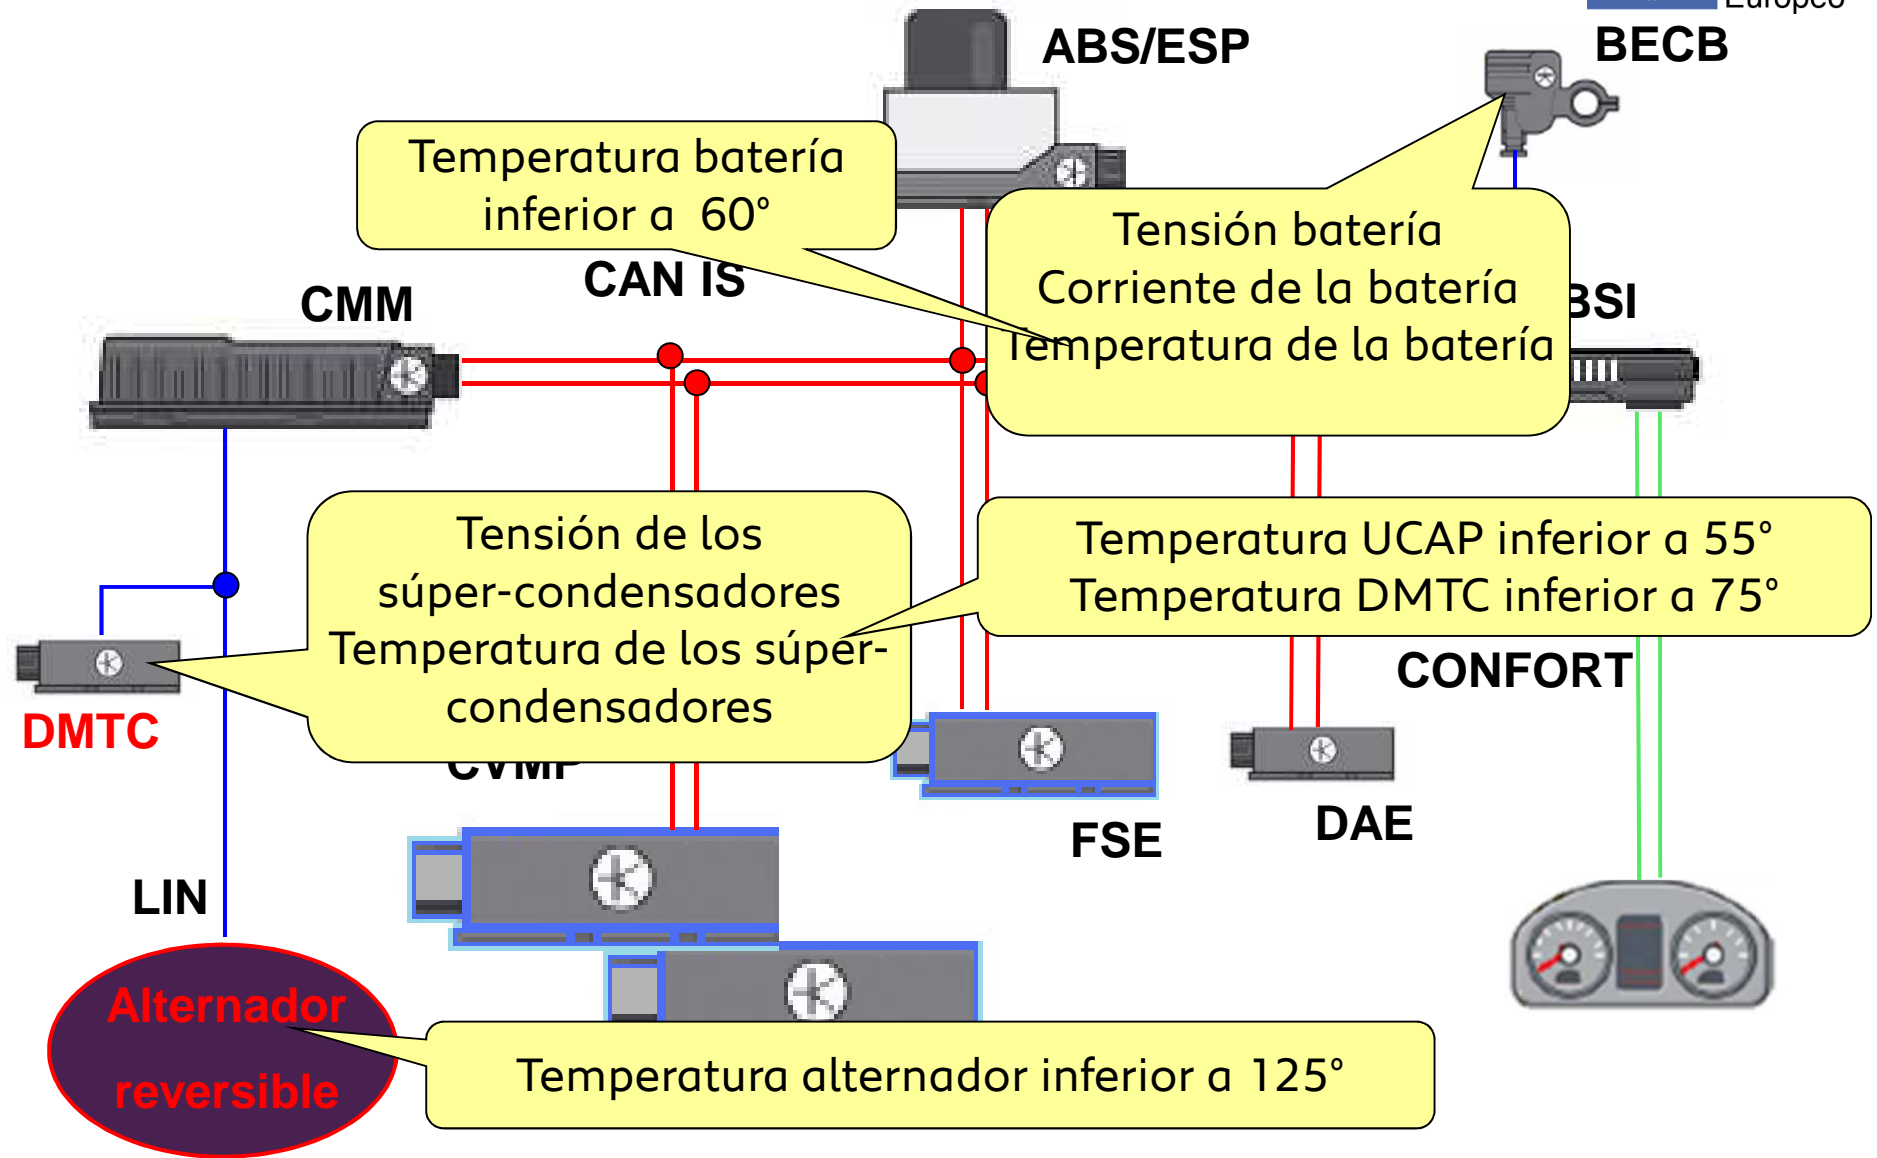 Europeo
ABS/ESP
BECB
Temperatura batería
inferior a 60°
Tensión batería
Corriente de la batería
Temperatura de la batería
CAN IS
CMM
BSI
Tensión de los
súper-condensadores
Temperatura de los súper-
condensadores
Temperatura UCAP inferior a 55°
Temperatura DMTC inferior a 75°
CONFORT
DMTC
CVMP
FSE
DAE
LIN
Alternador
reversible
Temperatura alternador inferior a 125°